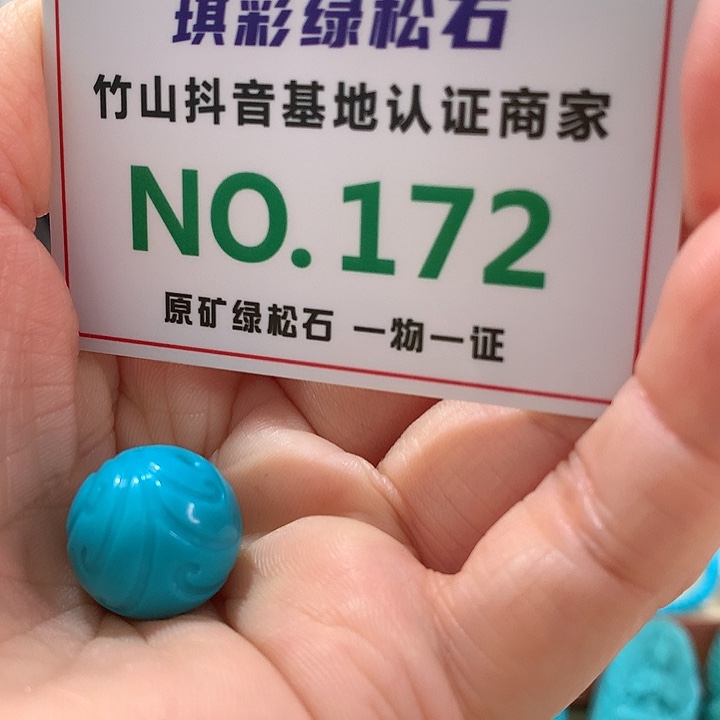 琪彩绿松石
竹山抖音基地认证商家
NO.172
原矿绿松石 一物一证